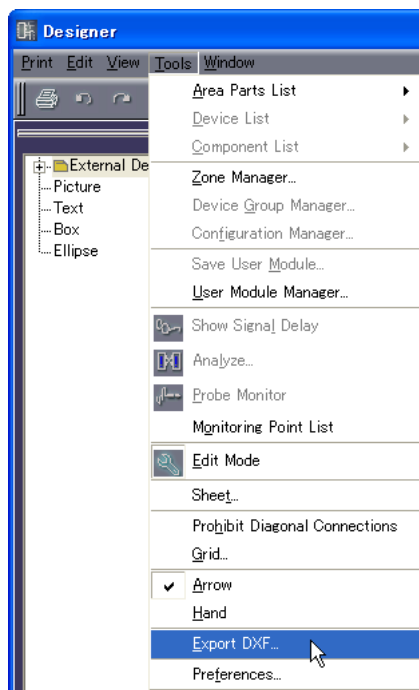 Designer
Print Edit View Tools Window
External De
Picture
Text
Box
Ellipse
Area Parts List
Device List
Component List
Zone Manager...
Device Group Manager...
Configuration Manager...
Save User Module...
User Module Manager...
Show Signal Delay
Analyze...
Probe Monitor
Monitoring Point List
Edit Mode
Sheet...
Prohibit Diagonal Connections
Grid...
Arrow
Hand
Export DXF...
Preferences...